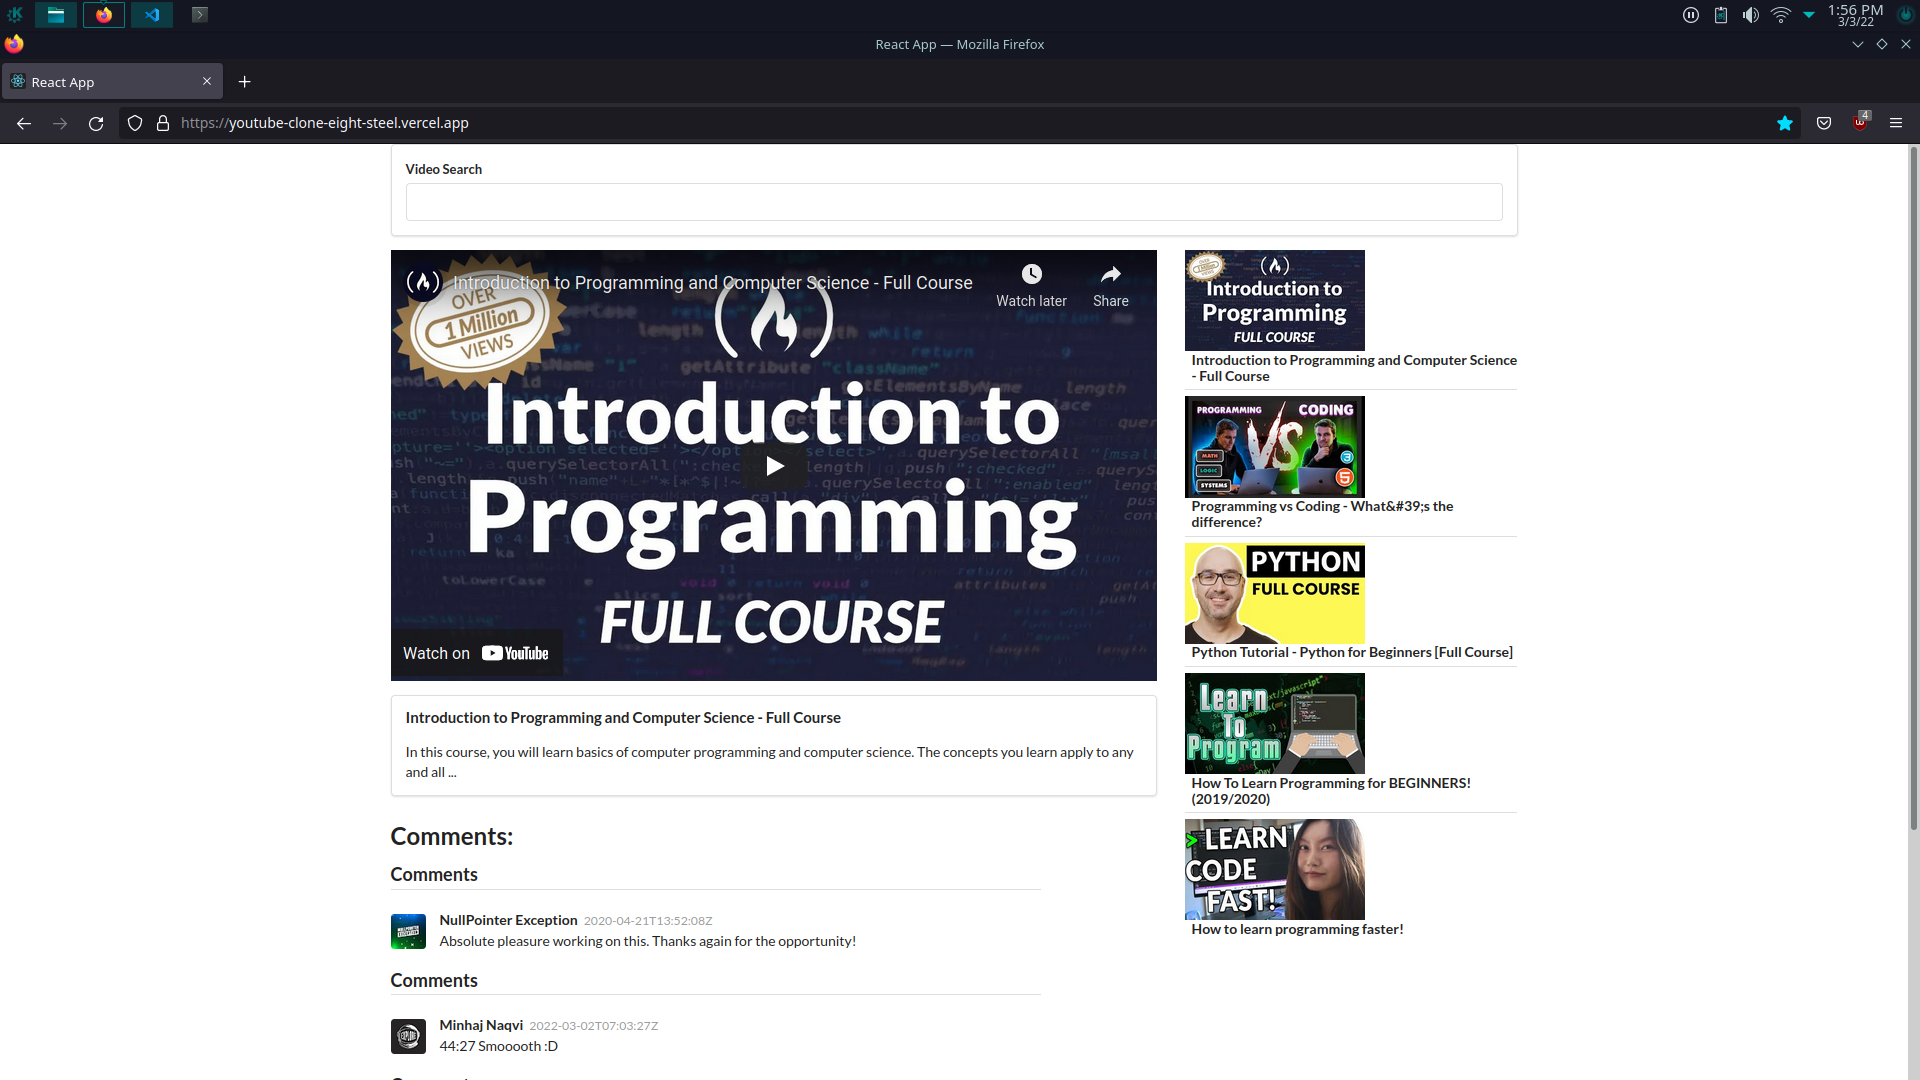 1:56 PM
3/3/22
React App — Mozilla Firefox
React App
https://youtube-clone-eight-steel.vercel.app
4
Video Search
Introduction to Programming and Computer Science - Full Course
Watch later
Share
OVER
1 Million
VIEWS
Introduction to
Programming
FULL COURSE
Watch on YouTube
Introduction to Programming and Computer Science - Full Course
In this course, you will learn basics of computer programming and computer science. The concepts you learn apply to any
and all ...
Comments:
Comments
NullPointer Exception 2020-04-21T13:52:08Z
Absolute pleasure working on this. Thanks again for the opportunity!
Comments
Minhaj Naqvi 2022-03-02T07:03:27Z
44:27 Smooooth :D
Introduction to
Programming
FULL COURSE
Introduction to Programming and Computer Science
- Full Course
PROGRAMMING VS CODING
MATH
LOGIC
SYSTEMS
Programming vs Coding - What&#39;s the
difference?
PYTHON
FULL COURSE
Python Tutorial - Python for Beginners [Full Course]
Learn
To
Program
How To Learn Programming for BEGINNERS!
(2019/2020)
> LEARN
CODE
FAST!
How to learn programming faster!